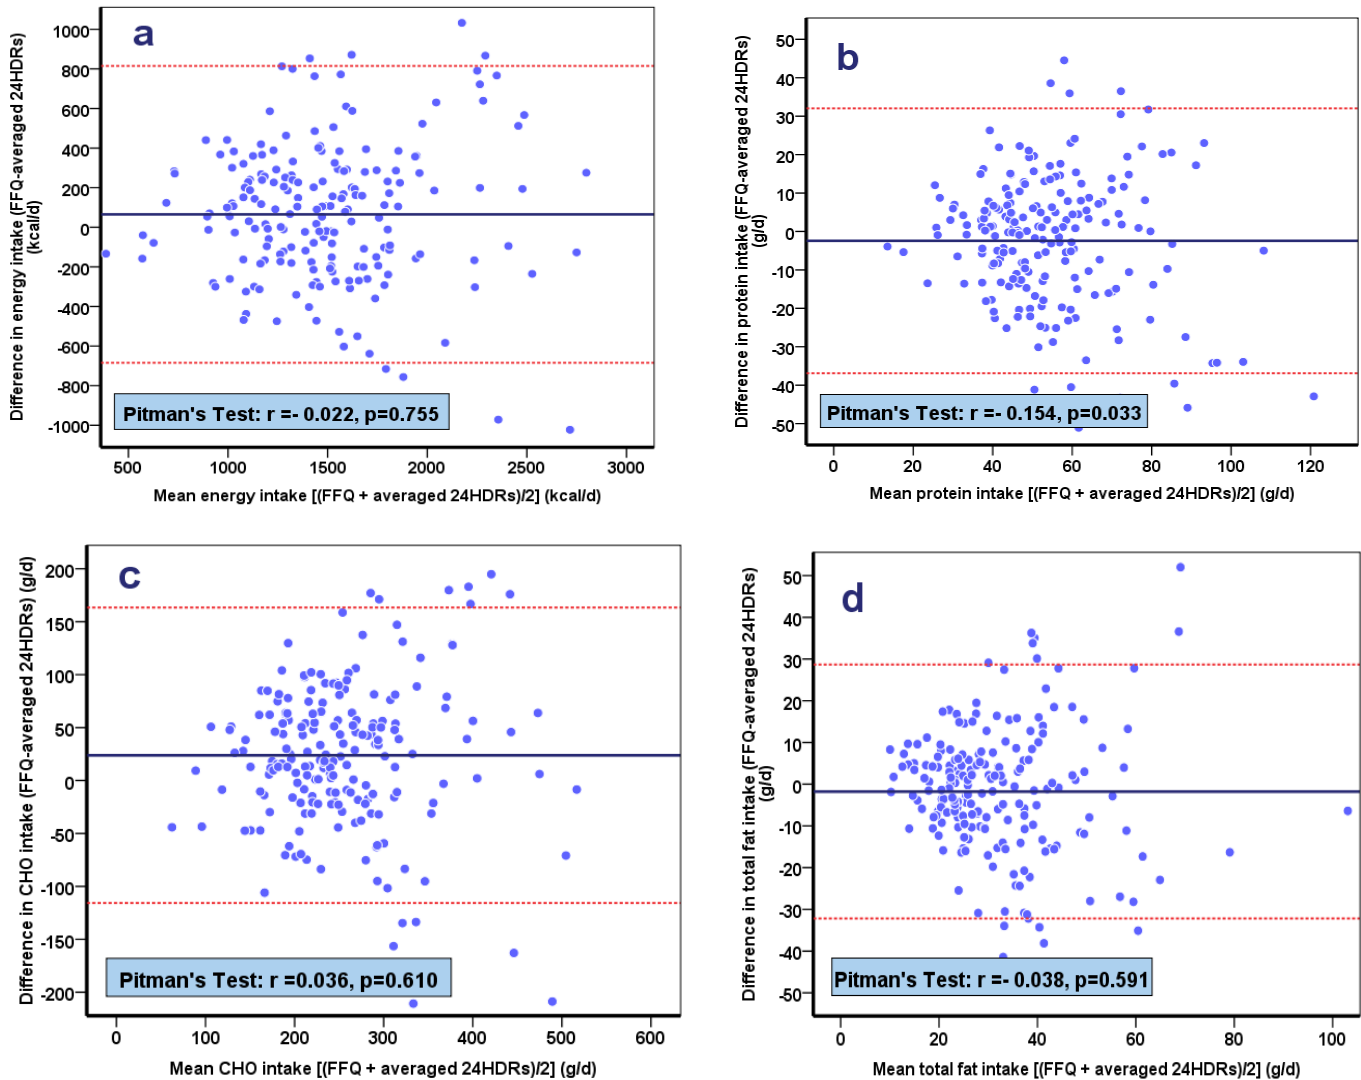 a
Difference in energy intake (FFQ-averaged 24HDRs)
(kcal/d)
1000
800
600
400
200
0
-200
-400
-600
-800
-1000
Pitman's Test: r =- 0.022, p=0.755
500 1000 1500 2000 2500 3000
Mean energy intake [(FFQ + averaged 24HDRs)/2] (kcal/d)
b
Difference in protein intake (FFQ-averaged 24HDRs)
(g/d)
50
40
30
20
10
0
-10
-20
-30
-40
-50
Pitman's Test: r =- 0.154, p=0.033
0 20 40 60 80 100 120
Mean protein intake [(FFQ + averaged 24HDRs)/2] (g/d)
c
Difference in CHO intake (FFQ-averaged 24HDRs) (g/d)
200
150
100
50
0
-50
-100
-150
-200
Pitman's Test: r =0.036, p=0.610
0 100 200 300 400 500 600
Mean CHO intake [(FFQ + averaged 24HDRs)/2] (g/d)
d
Difference in total fat intake (FFQ-averaged 24HDRs)
(g/d)
50
40
30
20
10
0
-10
-20
-30
-40
-50
Pitman's Test: r =- 0.038, p=0.591
0 20 40 60 80 100
Mean total fat intake [(FFQ + averaged 24HDRs)/2] (g/d)